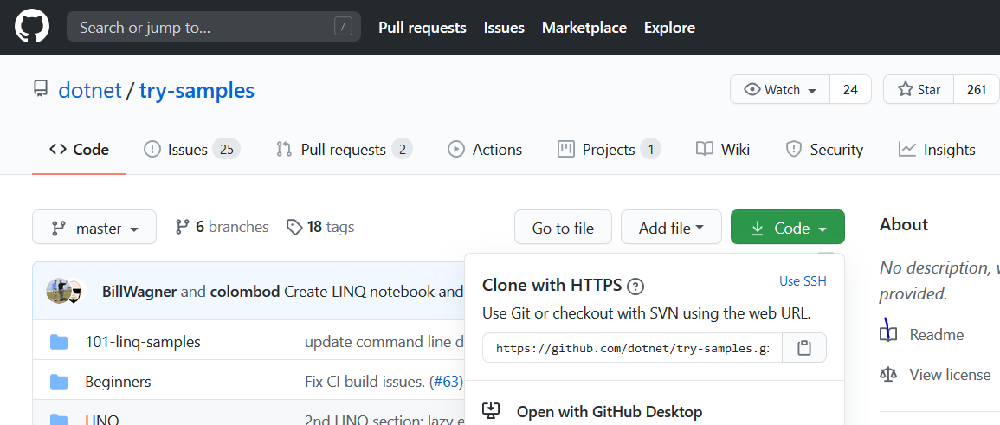 Search or jump to... /
Pull requests Issues Marketplace Explore
dotnet / try-samples
Watch 24 Star 261
Code Issues 25 Pull requests 2 Actions Projects 1 Wiki Security Insights
master 6 branches 18 tags Go to file Add file Code
About
BillWagner and colombod Create LINQ notebook and
Clone with HTTPS ? Use SSH
No description,
provided.
Use Git or checkout with SVN using the web URL.
101-linq-samples update command line d
https://github.com/dotnet/try-samples.gi
Readme
Beginners Fix CI build issues. (#63)
View license
Open with GitHub Desktop
LINQ 2nd LINQ section: lazy e